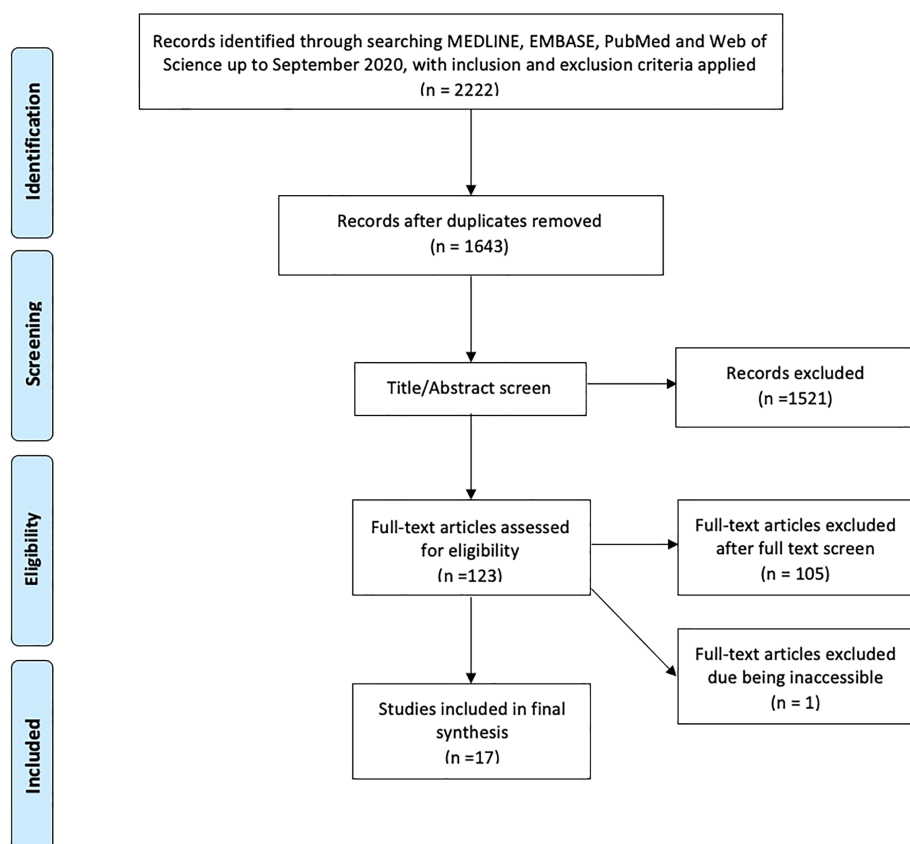 Identification
Records identified through searching MEDLINE, EMBASE, PubMed and Web of
Science up to September 2020, with inclusion and exclusion criteria applied
(n = 2222)
Records after duplicates removed
(n = 1643)
Screening
Title/Abstract screen
Records excluded
(n =1521)
Eligibility
Full-text articles assessed
for eligibility
(n =123)
Full-text articles excluded
after full text screen
(n = 105)
Full-text articles excluded
due being inaccessible
(n = 1)
Included
Studies included in final
synthesis
(n =17)